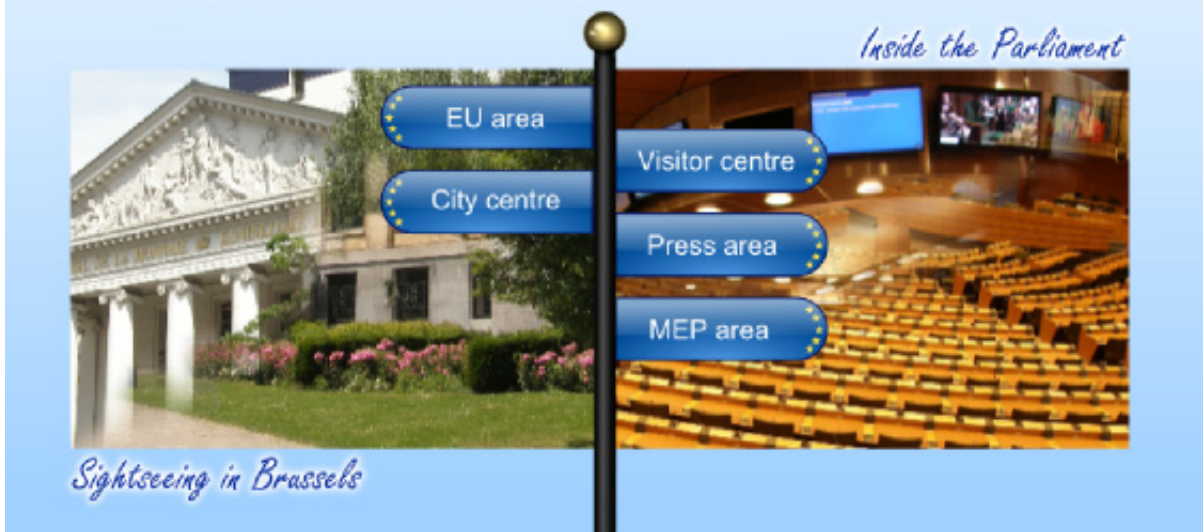 Inside the Parliament
EU area
Visitor centre
City centre
Press area
MEP area
Sightseeing in Brussels